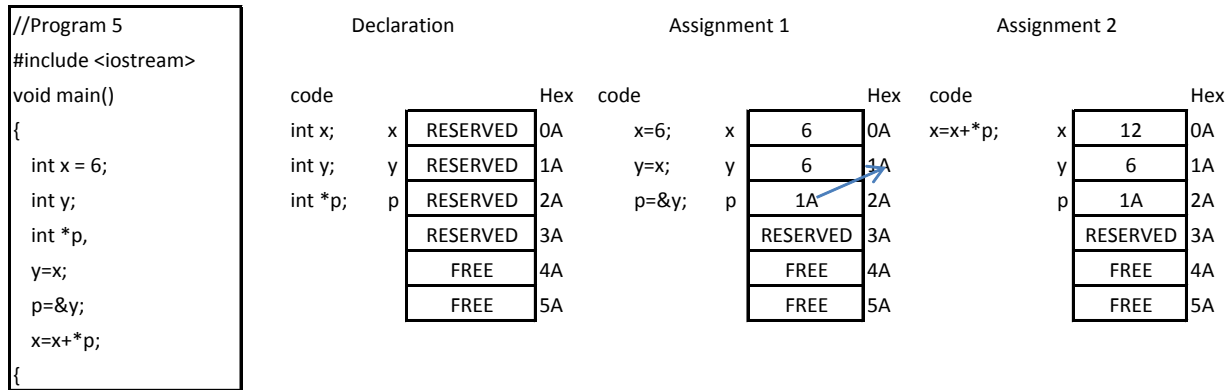 //Program 5
#include <iostream>
void main()
{
int x = 6;
int y;
int *p,
y=x;
p=&y;
x=x+*p;
{
Declaration
code Hex
int x; x RESERVED 0A
int y; y RESERVED 1A
int *p; p RESERVED 2A
RESERVED 3A
FREE 4A
FREE 5A
Assignment 1
code Hex
x=6; x 6 0A
y=x; y 6 1A
p=&y; p 1A 2A
RESERVED 3A
FREE 4A
FREE 5A
Assignment 2
code Hex
x=x+*p; x 12 0A
y 6 1A
p 1A 2A
RESERVED 3A
FREE 4A
FREE 5A